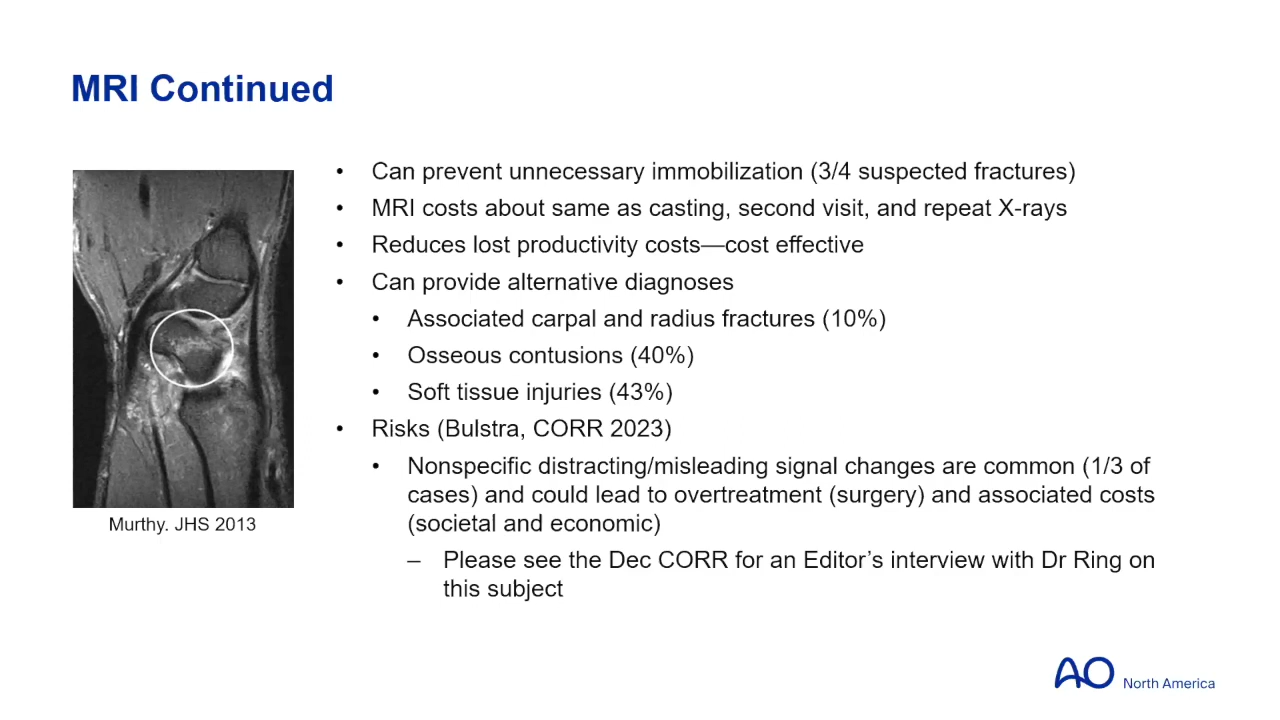 MRI Continued
• Can prevent unnecessary immobilization (3/4 suspected fractures)
• MRI costs about same as casting, second visit, and repeat X-rays
• Reduces lost productivity costs—cost effective
• Can provide alternative diagnoses
• Associated carpal and radius fractures (10%)
• Osseous contusions (40%)
• Soft tissue injuries (43%)
• Risks (Bulstra, CORR 2023)
• Nonspecific distracting/misleading signal changes are common (1/3 of
cases) and could lead to overtreatment (surgery) and associated costs
(societal and economic)
– Please see the Dec CORR for an Editor’s interview with Dr Ring on
this subject
Murthy. JHS 2013
AO North America